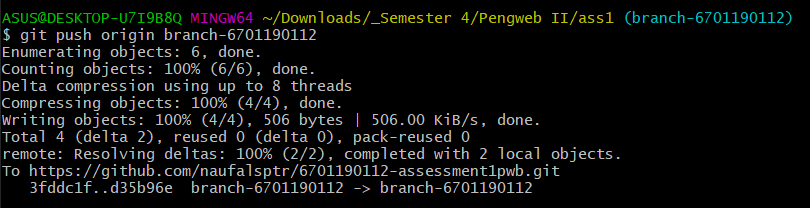 ASUS@DESKTOP-U7I9B8Q MINGW64 ~/Downloads/_Semester 4/Pengweb II/ass1 (branch-6701190112)
$ git push origin branch-6701190112
Enumerating objects: 6, done.
Counting objects: 100% (6/6), done.
Delta compression using up to 8 threads
Compressing objects: 100% (4/4), done.
Writing objects: 100% (4/4), 506 bytes | 506.00 KiB/s, done.
Total 4 (delta 2), reused 0 (delta 0), pack-reused 0
remote: Resolving deltas: 100% (2/2), completed with 2 local objects.
To https://github.com/naufalsptr/6701190112-assessment1pwb.git
   3fddc1f..d35b96e  branch-6701190112 -> branch-6701190112